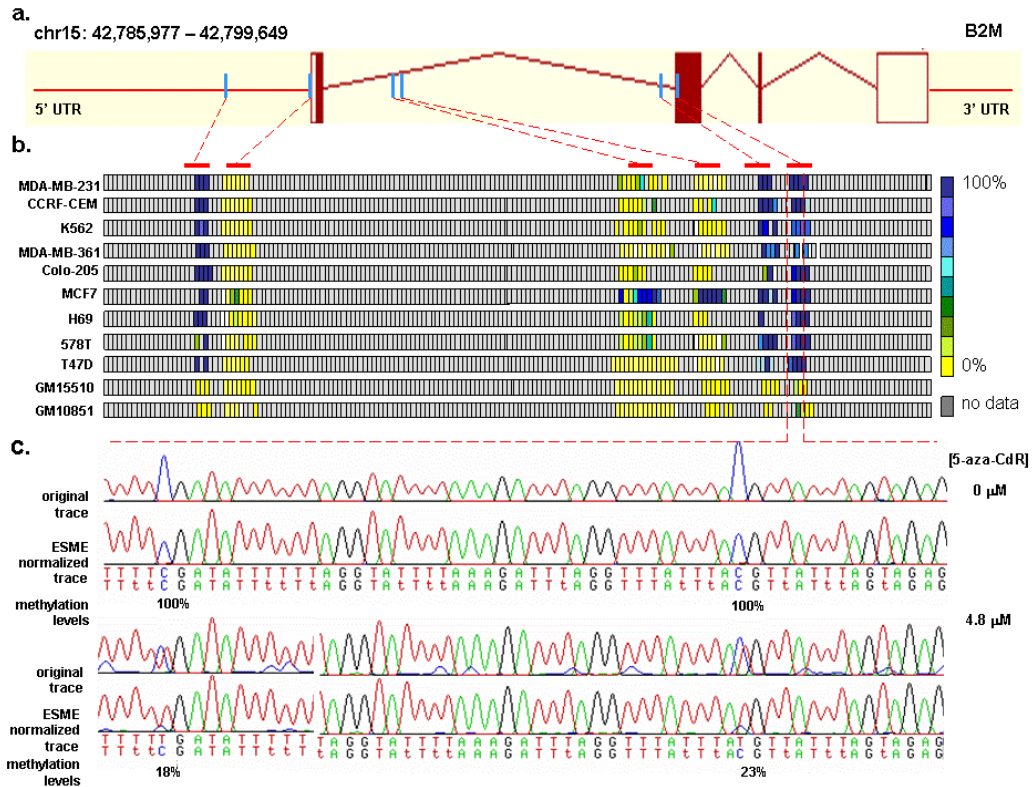 a.
chr15: 42,785,977 – 42,799,649
B2M
5' UTR
3' UTR
b.
MDA-MB-231
CCRF-CEM
K562
MDA-MB-361
Colo-205
MCF7
H69
578T
T47D
GM15510
GM10851
100%
0%
no data
c.
[5-aza-CdR]
0 µM
original
trace
ESME
normalized
trace
TTTTCGATATTTTTTAGGTATTTTAAAGATTTAGGTTTATTTACGTTATTTAGTAGAG
methylation
levels
100%
100%
4.8 µM
original
trace
ESME
normalized
trace
methylation
levels
18%
23%